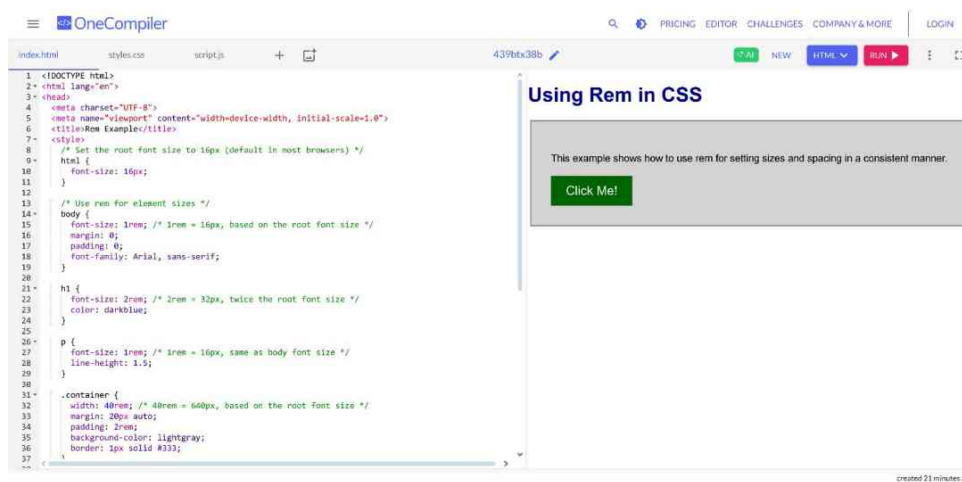 OneCompiler
PRICING EDITOR CHALLENGES COMPANY & MORE LOGIN
index.html styles.css script.js + 439btx38b AI NEW HTML RUN
1 <!DOCTYPE html>
2 <html lang="en">
3 <head>
4 <meta charset="UTF-8">
5 <meta name="viewport" content="width=device-width, initial-scale=1.0">
6 <title>Rem Example</title>
7 <style>
8 /* Set the root font size to 16px (default in most browsers) */
9 html {
10 font-size: 16px;
11 }
12
13 /* Use rem for element sizes */
14 body {
15 font-size: 1rem; /* 1rem = 16px, based on the root font size */
16 margin: 0;
17 padding: 0;
18 font-family: Arial, sans-serif;
19 }
20
21 h1 {
22 font-size: 2rem; /* 2rem = 32px, twice the root font size */
23 color: darkblue;
24 }
25
26 p {
27 font-size: 1rem; /* 1rem = 16px, same as body font size */
28 line-height: 1.5;
29 }
30
31 .container {
32 width: 40rem; /* 40rem = 640px, based on the root font size */
33 margin: 20px auto;
34 padding: 2rem;
35 background-color: lightgray;
36 border: 1px solid #333;
37 }
Using Rem in CSS
This example shows how to use rem for setting sizes and spacing in a consistent manner.
Click Me!
created 21 minutes